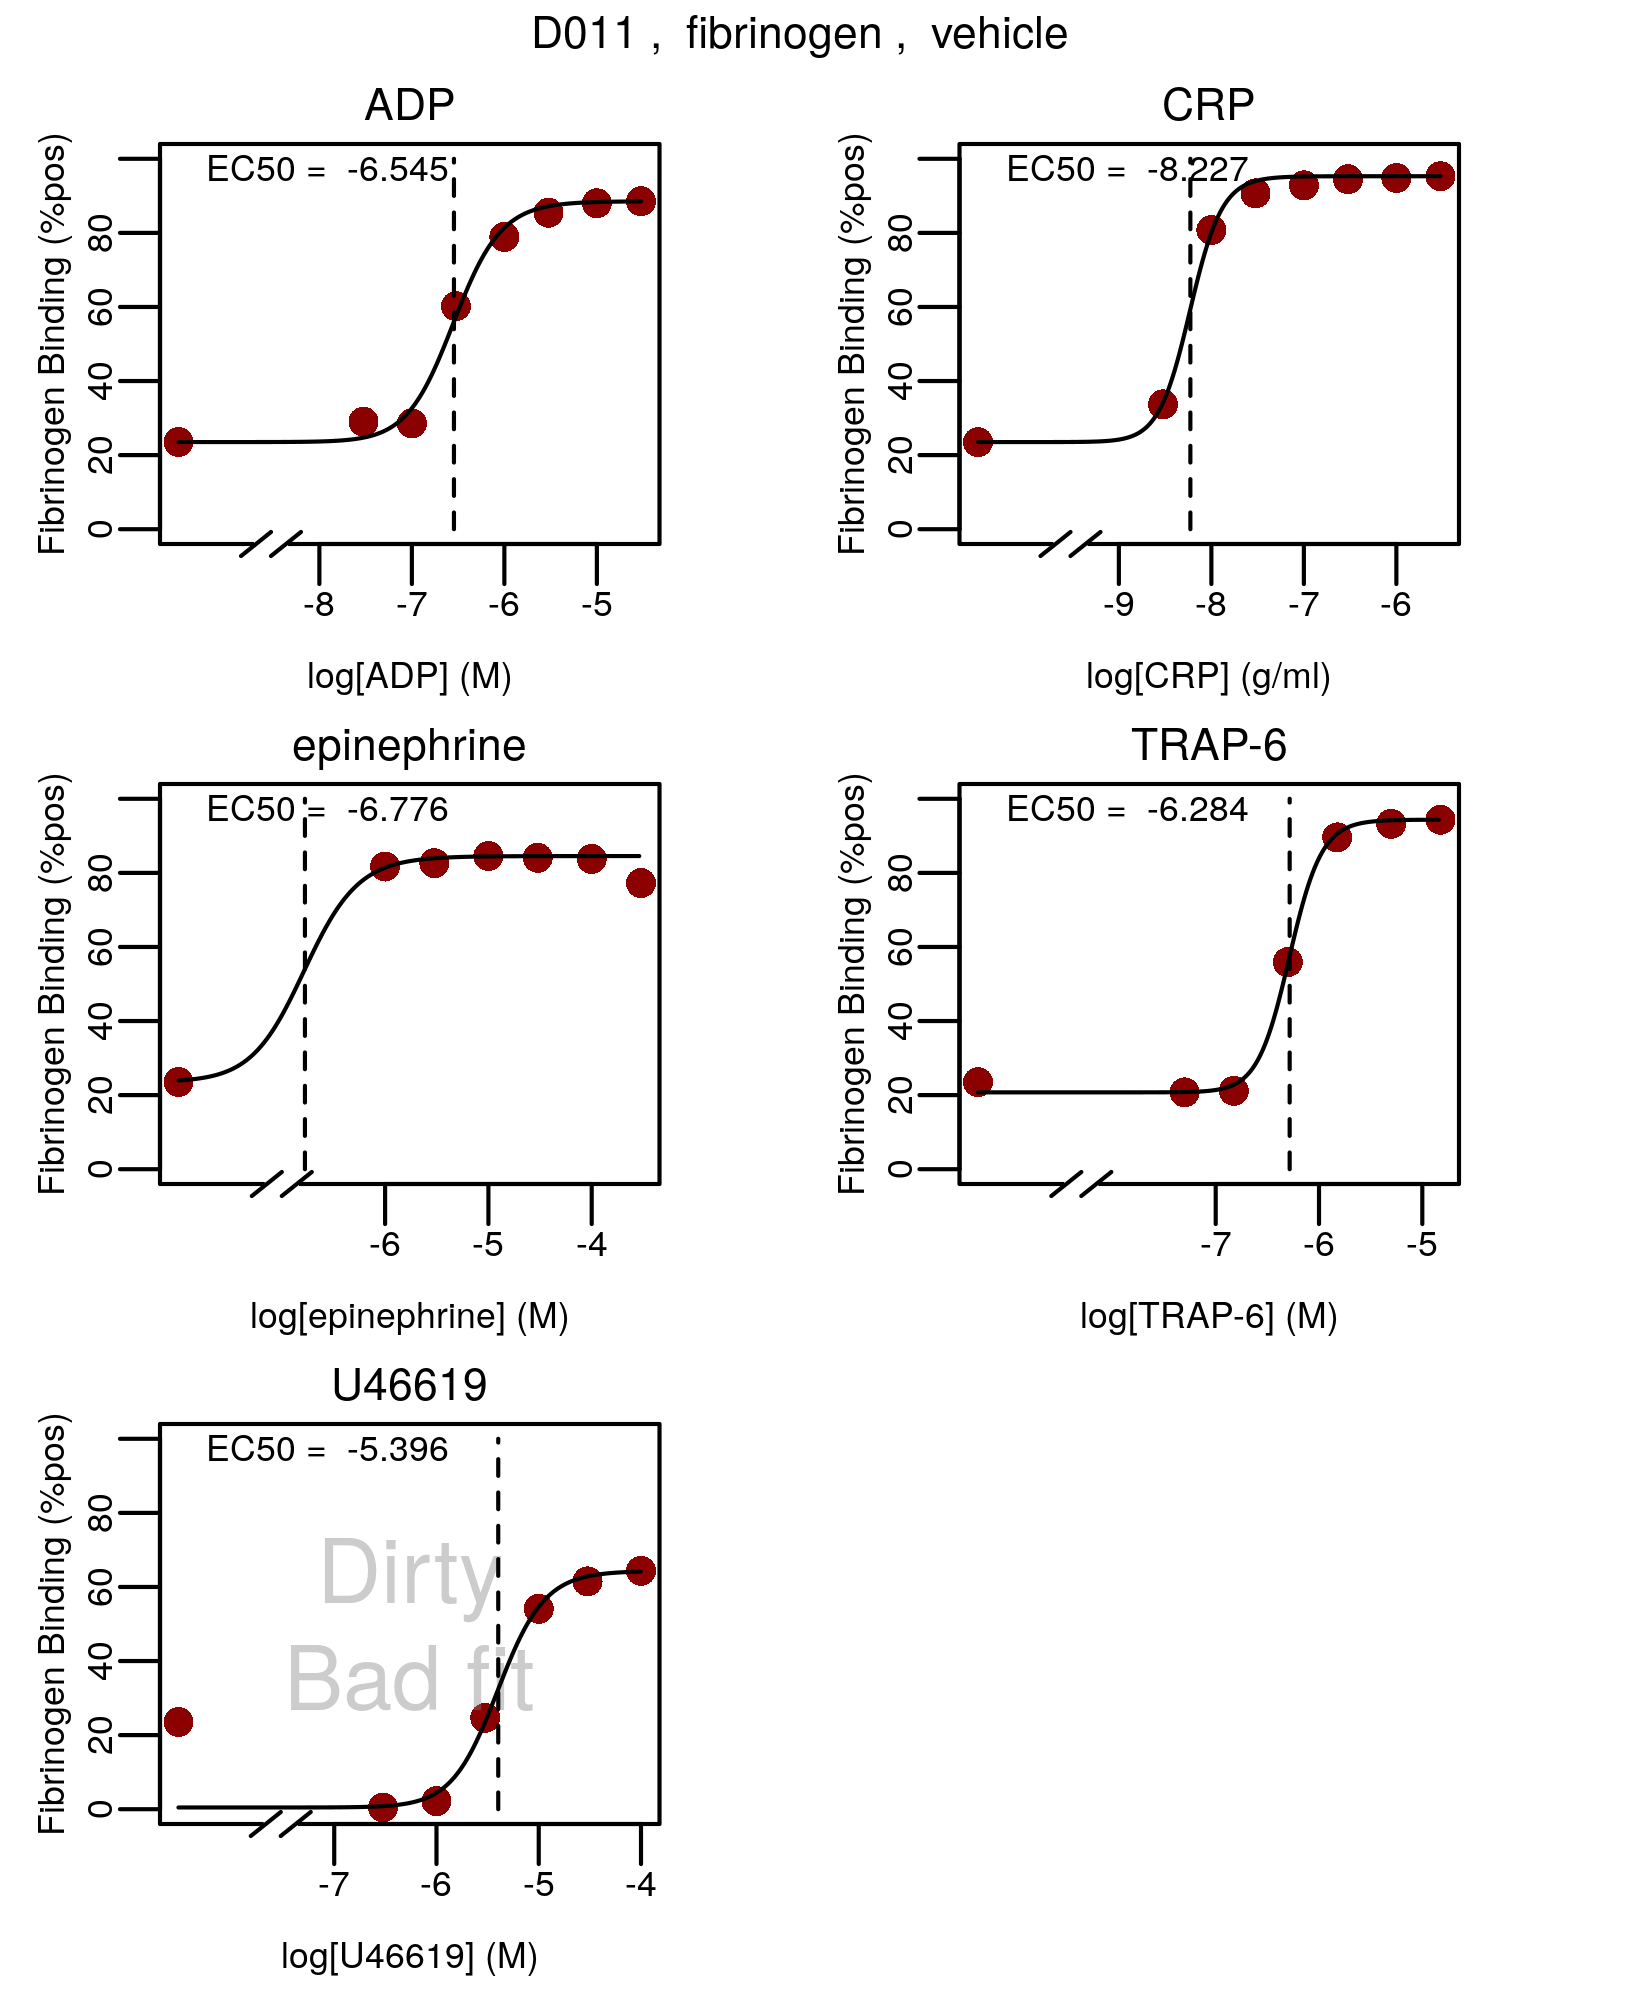 D011 , fibrinogen , vehicle
ADP
EC50 = -6.545
Fibrinogen Binding (%pos)
80
60
40
20
0
-8 -7 -6 -5
log[ADP] (M)
CRP
EC50 = -8.227
Fibrinogen Binding (%pos)
80
60
40
20
0
-9 -8 -7 -6
log[CRP] (g/ml)
epinephrine
EC50 = -6.776
Fibrinogen Binding (%pos)
80
60
40
20
0
-6 -5 -4
log[epinephrine] (M)
TRAP-6
EC50 = -6.284
Fibrinogen Binding (%pos)
80
60
40
20
0
-7 -6 -5
log[TRAP-6] (M)
U46619
EC50 = -5.396
Fibrinogen Binding (%pos)
80
60
40
20
0
Dirty
Bad fit
-7 -6 -5 -4
log[U46619] (M)